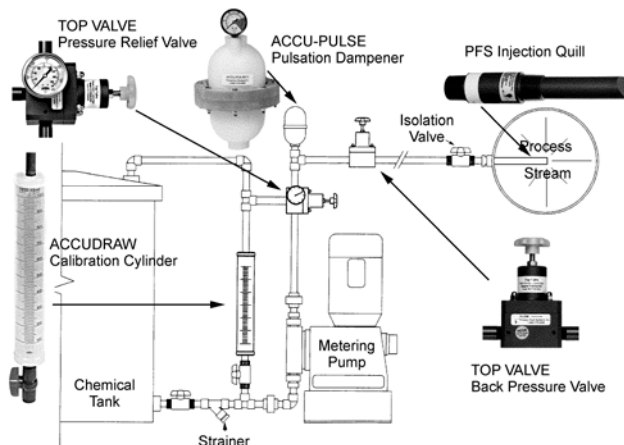 TOP VALVE
Pressure Relief Valve
ACCU-PULSE
Pulsation Dampener
PFS Injection Quill
Isolation
Valve
Process
Stream
ACCUDRAW
Calibration Cylinder
Metering
Pump
Chemical
Tank
Strainer
TOP VALVE
Back Pressure Valve